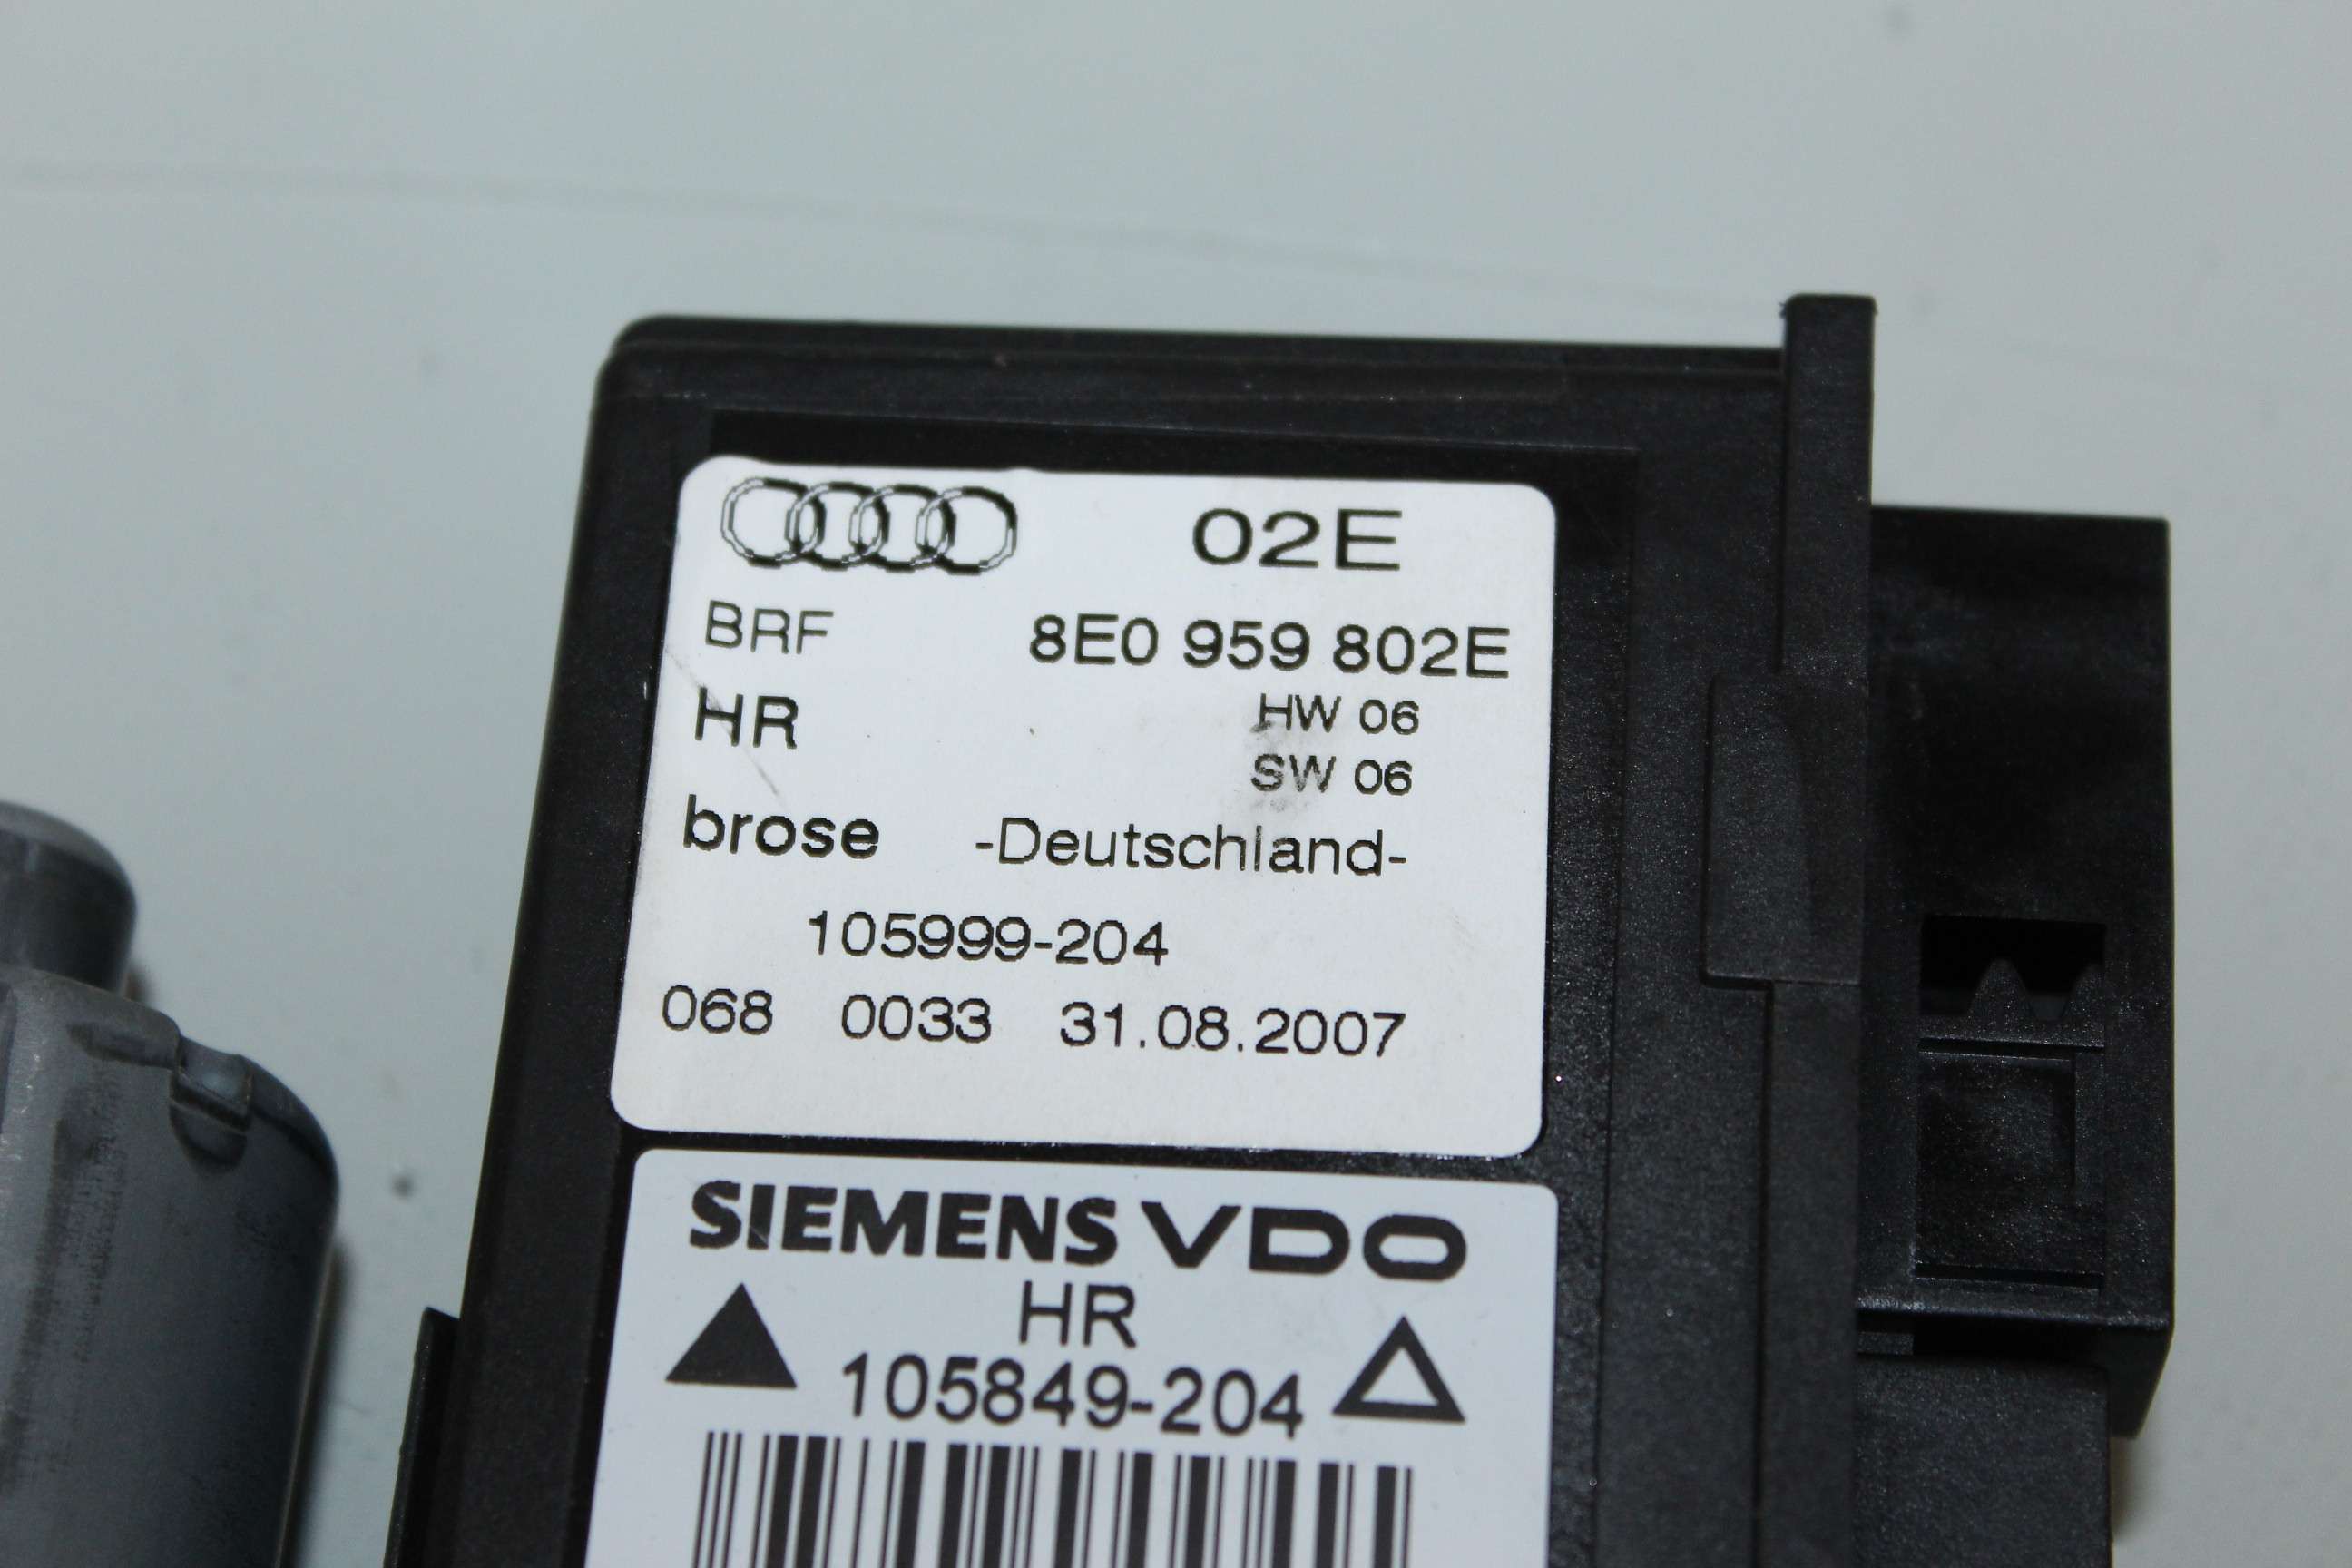 02E
BRF 8E0 959 802E
HR HW 06
SW 06
brose -Deutschland-
105999-204
068 0033 31.08.2007
SIEMENS VDO
HR
105849-204